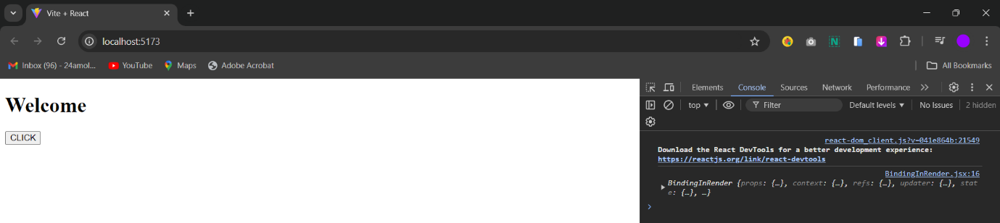 Vite + React
localhost:5173
Inbox (96) - 24amol... YouTube Maps Adobe Acrobat All Bookmarks
Elements Console Sources Network Performance
Welcome
top Filter Default levels No Issues 2 hidden
CLICK
react-dom_client.js?v=041e864b:21549
Download the React DevTools for a better development experience:
https://reactjs.org/link/react-devtools
BindingInRender.jsx:16
BindingInRender {props: {…}, context: {…}, refs: {…}, updater: {…}, stat
e: {…}, …}